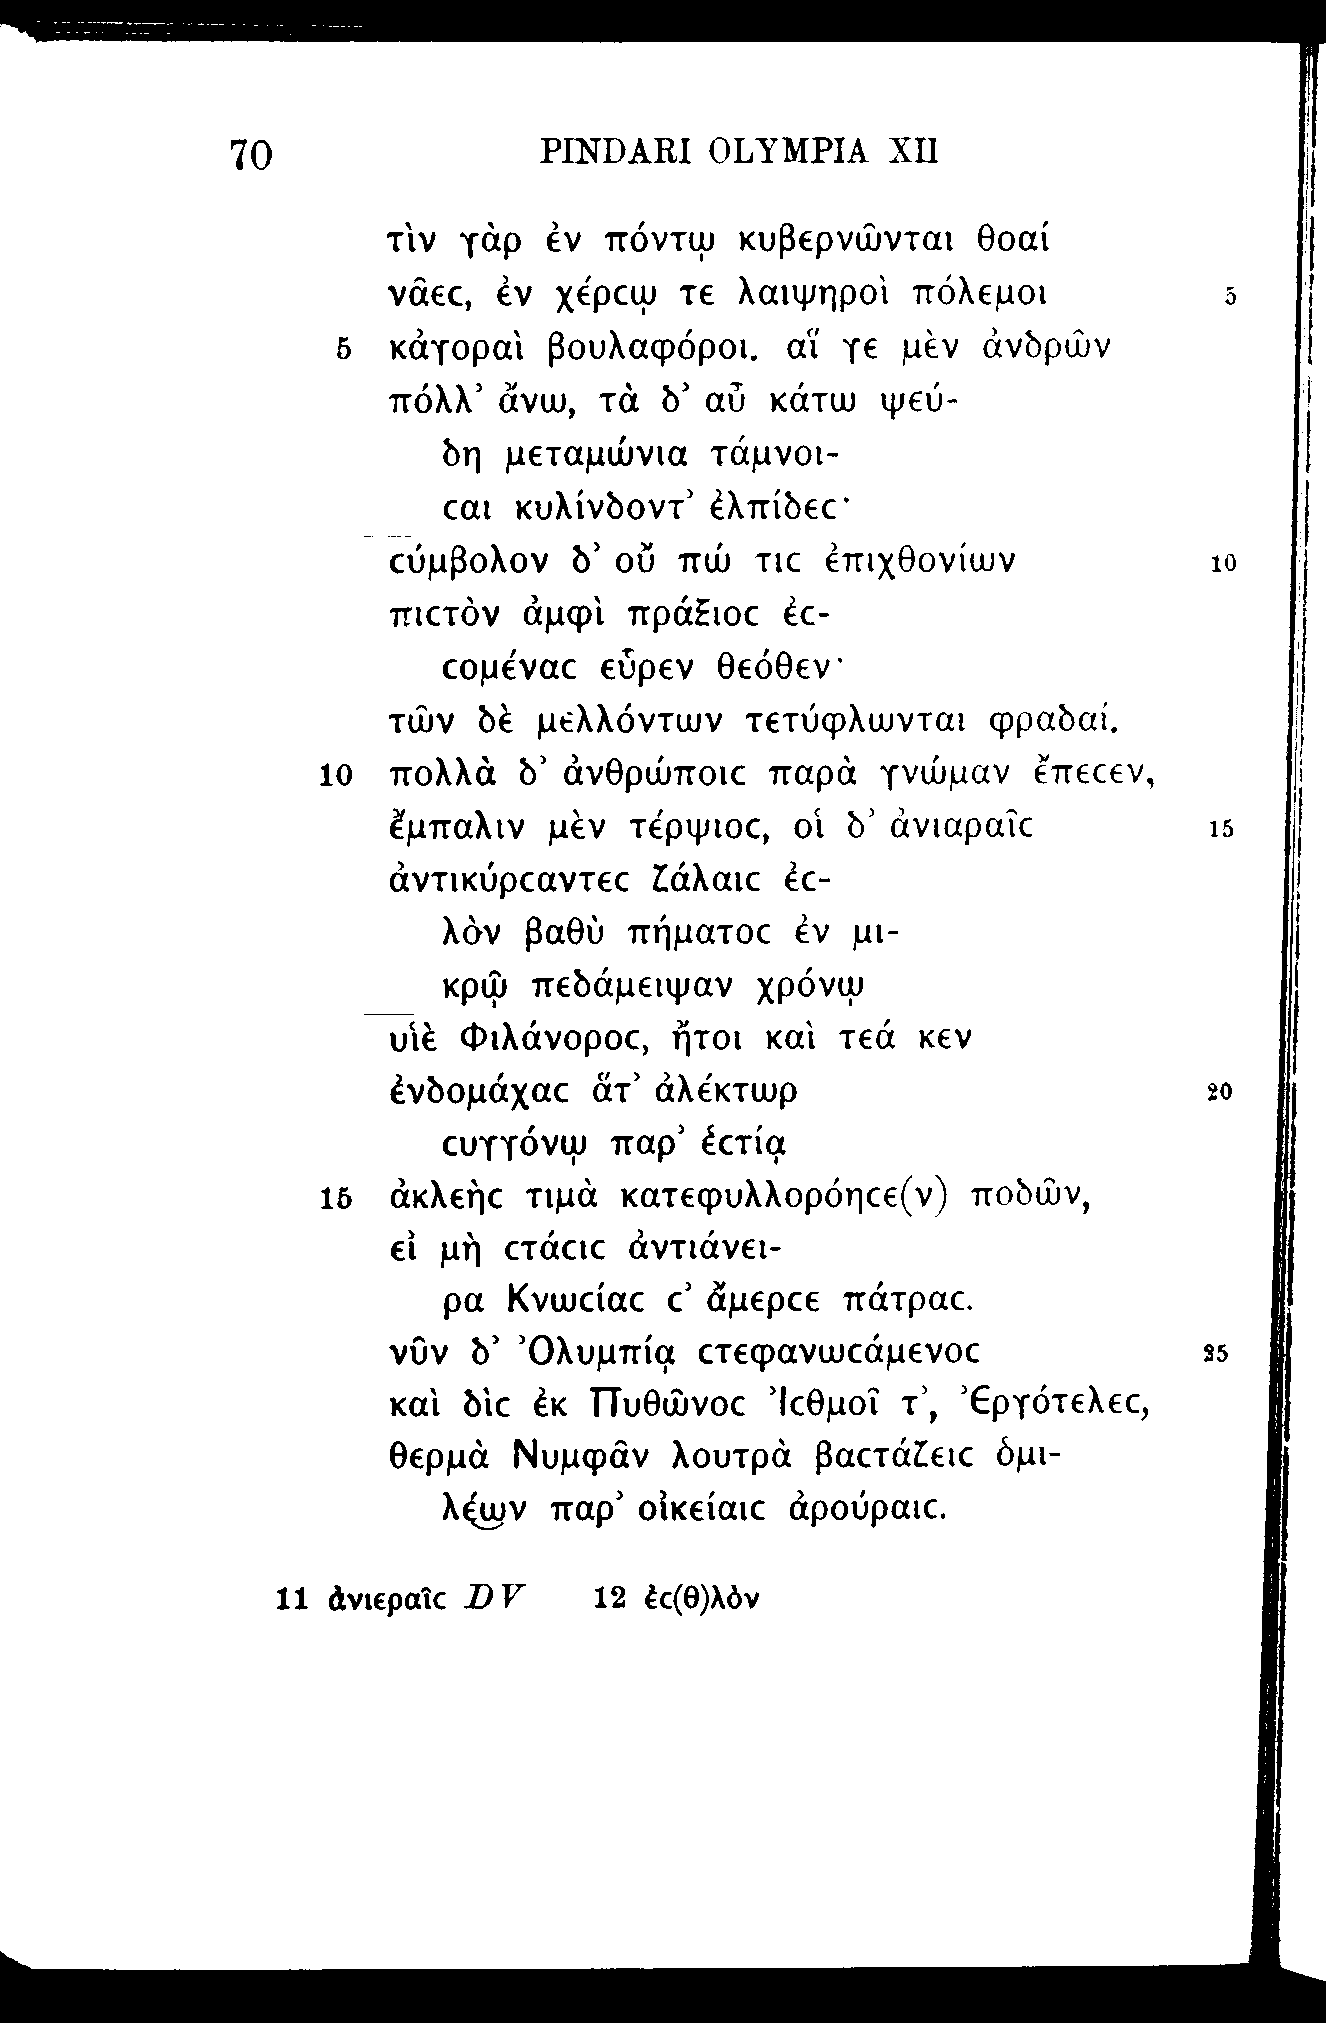 70 PINDARI OLYMPIA XII
τὶν γὰρ ἐν πόντῳ κυβερνῶνται θοαί
νᾶεϲ, ἐν χέρϲῳ τε λαιψηροὶ πόλεμοι 5
5 κἀγοραὶ βουλαφόροι. αἵ γε μὲν ἀνδρῶν
πόλλ’ ἄνω, τὰ δ’ αὖ κάτω ψεύ-
δη μεταμώνια τάμνοι-
ϲαι κυλίνδοντ’ ἐλπίδεϲ·
ϲύμβολον δ’ οὔ πώ τιϲ ἐπιχθονίων 10
πιϲτὸν ἀμφὶ πράξιοϲ ἐϲ-
ϲομέναϲ εὗρεν θεόθεν·
τῶν δὲ μελλόντων τετύφλωνται φραδαί.
10 πολλὰ δ’ ἀνθρώποιϲ παρὰ γνώμαν ἔπεϲεν,
ἔμπαλιν μὲν τέρψιοϲ, οἱ δ’ ἀνιαραῖϲ 15
ἀντικύρϲαντεϲ ζάλαιϲ ἐϲ-
λὸν βαθὺ πήματοϲ ἐν μι-
κρῷ πεδάμειψαν χρόνῳ
υἱὲ Φιλάνοροϲ, ἤτοι καὶ τεά κεν
ἐνδομάχαϲ ἅτ’ ἀλέκτωρ 20
ϲυγγόνῳ παρ’ ἑϲτίᾳ
15 ἀκλεὴϲ τιμὰ κατεφυλλορόηϲε(ν) ποδῶν,
εἰ μὴ ϲτάϲιϲ ἀντιάνει-
ρα Κνωϲίαϲ ϲ’ ἄμερϲε πάτραϲ.
νῦν δ’ Ὀλυμπίᾳ ϲτεφανωϲάμενοϲ 25
καὶ δὶϲ ἐκ Πυθῶνοϲ Ἰϲθμοῖ τ’, Ἐργότελεϲ,
θερμὰ Νυμφᾶν λουτρὰ βαϲτάζειϲ ὁμι-
λέων παρ’ οἰκείαιϲ ἀρούραιϲ.
11 ἀνιεραῖϲ DV 12 ἐϲ(θ)λὸν